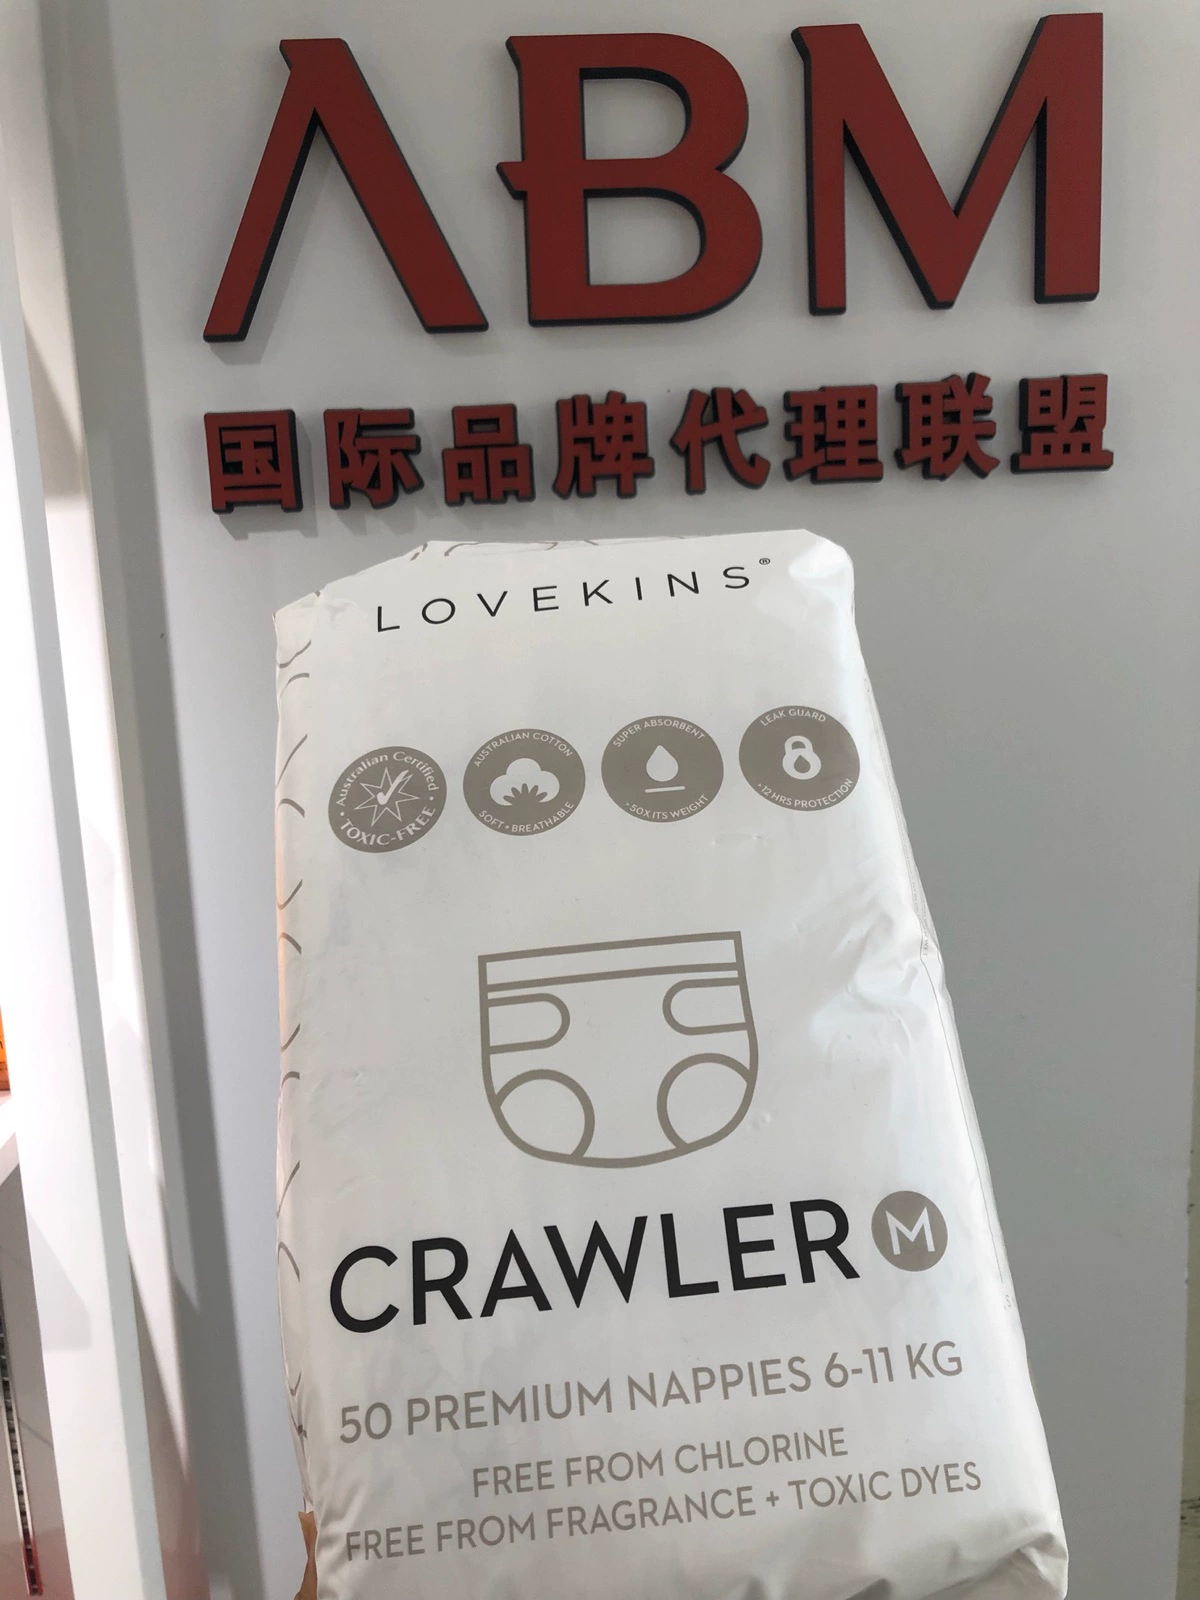 ABM
国际品牌代理联盟
LOVEKINS®
Australian Certified
• TOXIC-FREE •
AUSTRALIAN COTTON
SOFT • BREATHABLE
SUPER ABSORBENT
• 50X ITS WEIGHT
LEAK GUARD
• 12 HRS PROTECTION
CRAWLER M
50 PREMIUM NAPPIES 6-11 KG
FREE FROM CHLORINE
FREE FROM FRAGRANCE + TOXIC DYES